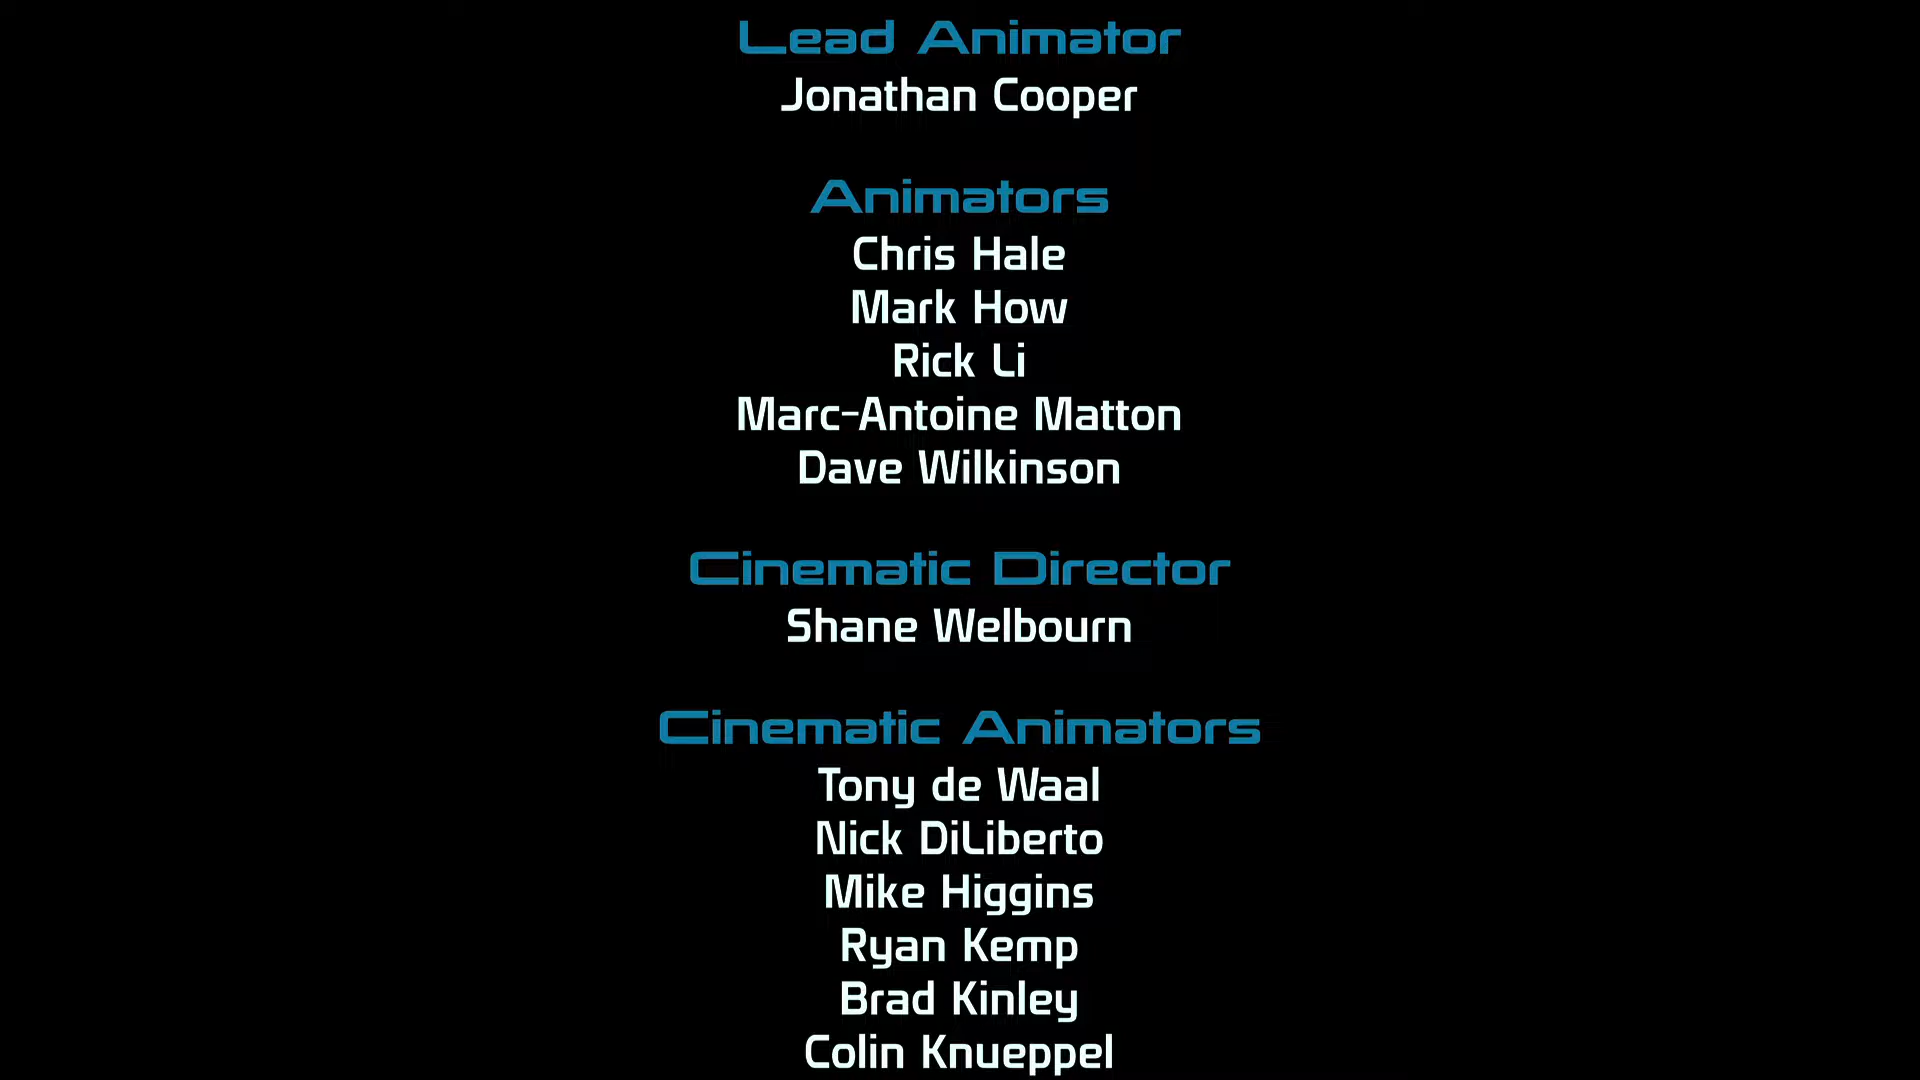 Lead Animator
Jonathan Cooper
Animators
Chris Hale
Mark How
Rick Li
Marc-Antoine Matton
Dave Wilkinson
Cinematic Director
Shane Welbourn
Cinematic Animators
Tony de Waal
Nick DiLiberto
Mike Higgins
Ryan Kemp
Brad Kinley
Colin Knueppel